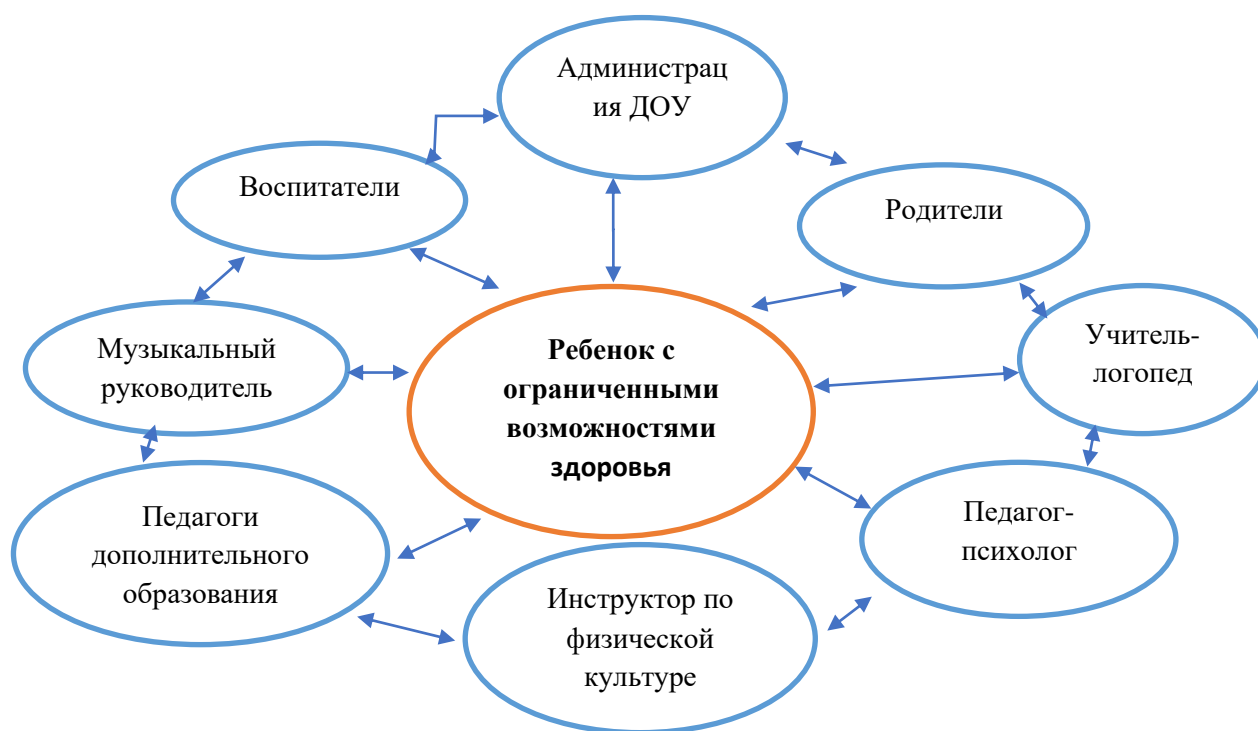 Администрац
ия ДОУ
Воспитатели
Родители
Музыкальный
руководитель
Ребенок с
ограниченными
возможностями
здоровья
Учитель-
логопед
Педагоги
дополнительного
образования
Инструктор по
физической
культуре
Педагог-
психолог